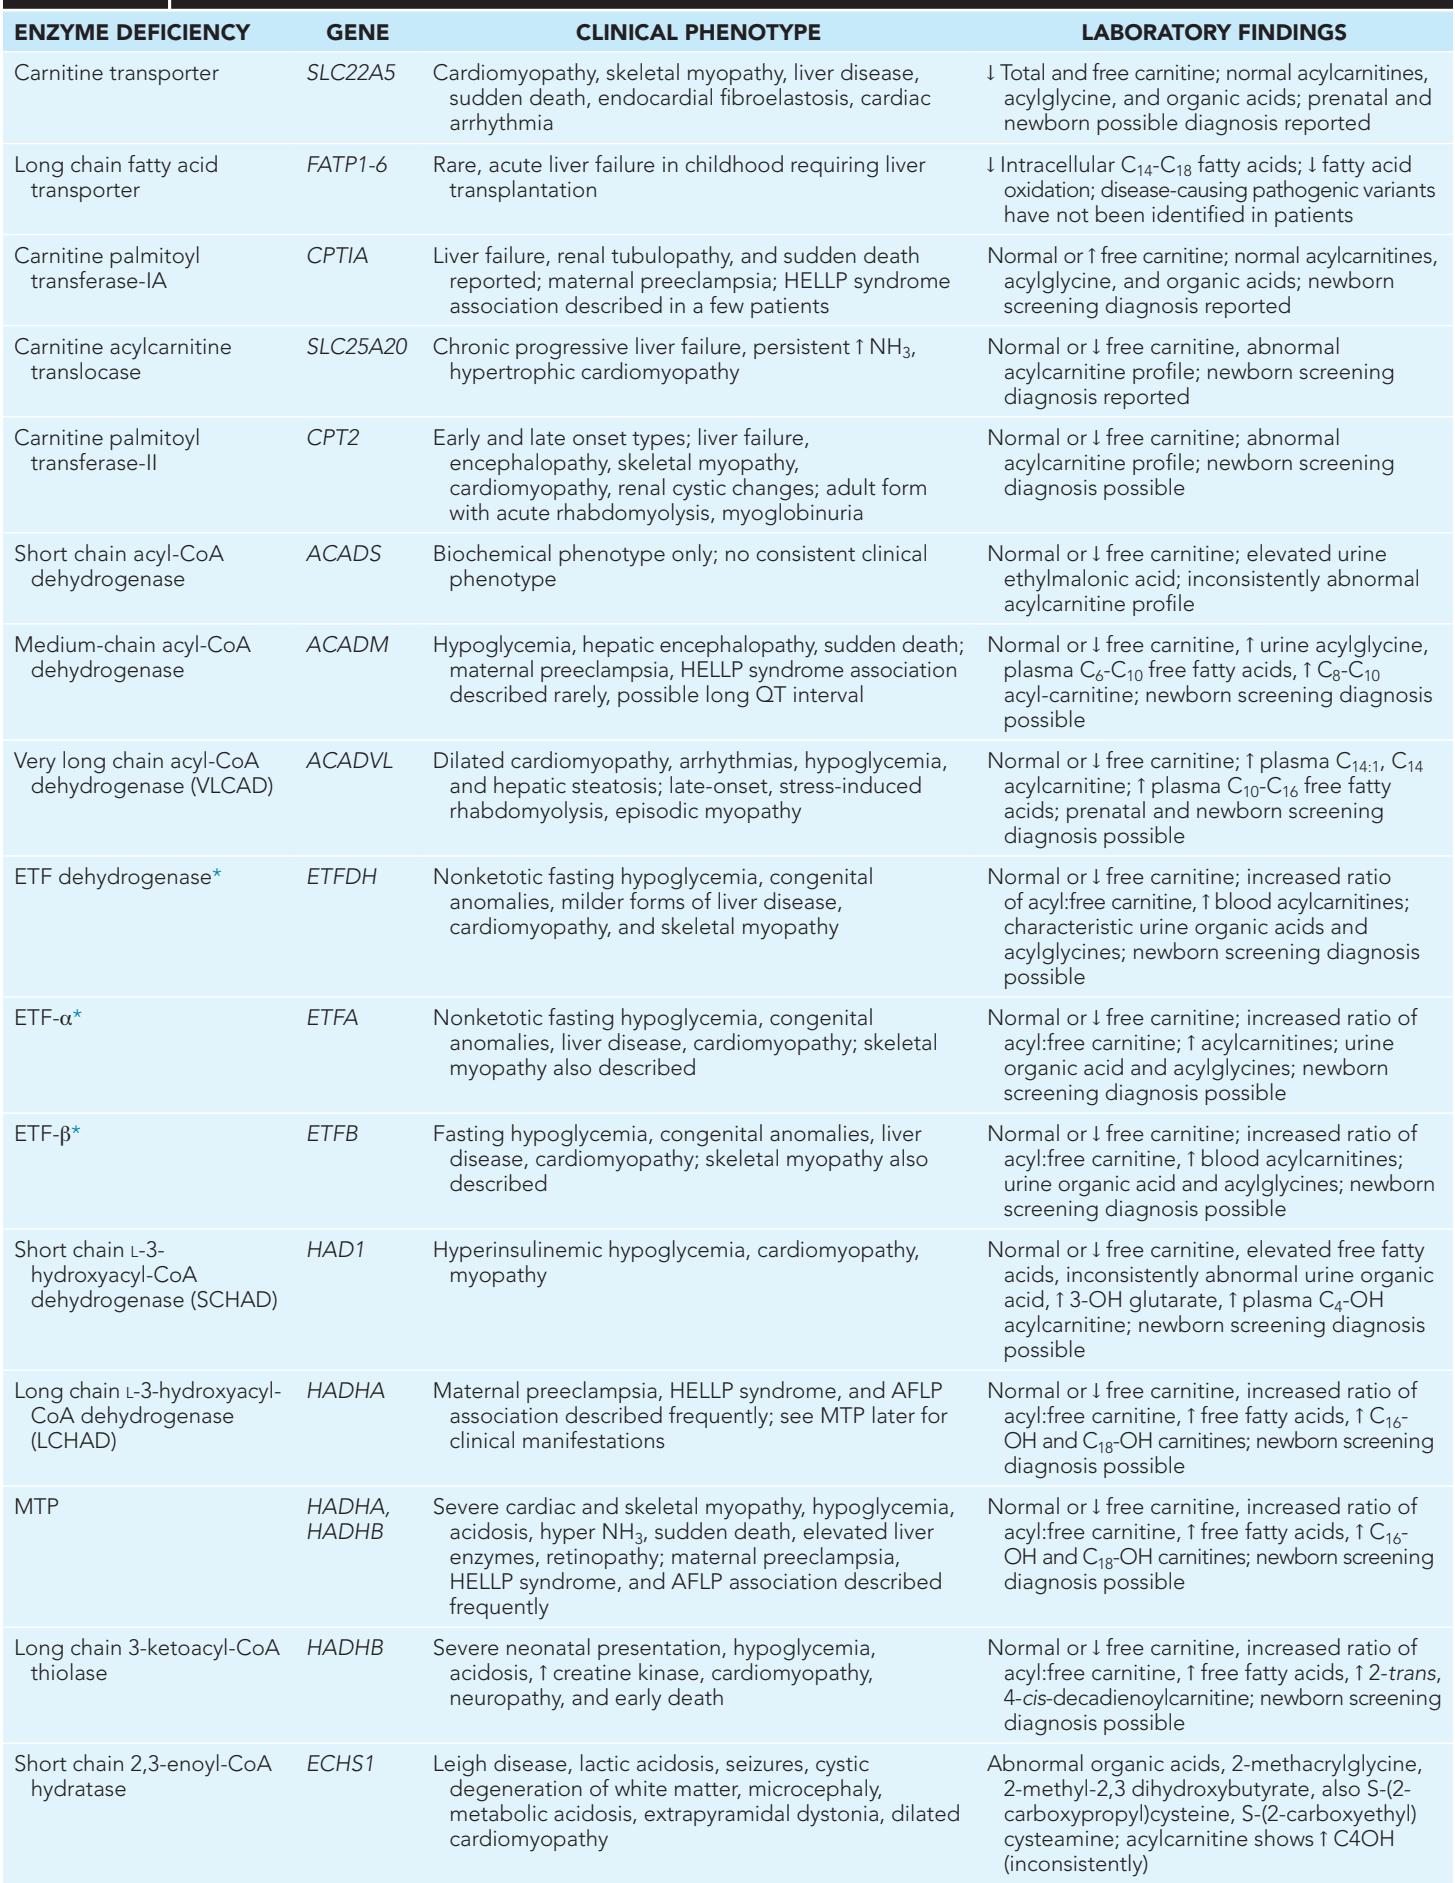 ENZYME DEFICIENCY GENE CLINICAL PHENOTYPE LABORATORY FINDINGS
Carnitine transporter SLC22A5 Cardiomyopathy, skeletal myopathy, liver disease, ↓ Total and free carnitine; normal acylcarnitines,
sudden death, endocardial fibroelastosis, cardiac acylglycine, and organic acids; prenatal and
arrhythmia newborn possible diagnosis reported
Long chain fatty acid FATP1-6 Rare, acute liver failure in childhood requiring liver ↓ Intracellular C14-C18 fatty acids; ↓ fatty acid
transporter transplantation oxidation; disease-causing pathogenic variants
have not been identified in patients
Carnitine palmitoyl CPTIA Liver failure, renal tubulopathy, and sudden death Normal or ↑ free carnitine; normal acylcarnitines,
transferase-IA reported; maternal preeclampsia; HELLP syndrome acylglycine, and organic acids; newborn
association described in a few patients screening diagnosis reported
Carnitine acylcarnitine SLC25A20 Chronic progressive liver failure, persistent ↑ NH3, Normal or ↓ free carnitine, abnormal
translocase hypertrophic cardiomyopathy acylcarnitine profile; newborn screening
diagnosis reported
Carnitine palmitoyl CPT2 Early and late onset types; liver failure, Normal or ↓ free carnitine; abnormal
transferase-II encephalopathy, skeletal myopathy, acylcarnitine profile; newborn screening
cardiomyopathy, renal cystic changes; adult form diagnosis possible
with acute rhabdomyolysis, myoglobinuria
Short chain acyl-CoA ACADS Biochemical phenotype only; no consistent clinical Normal or ↓ free carnitine; elevated urine
dehydrogenase phenotype ethylmalonic acid; inconsistently abnormal
acylcarnitine profile
Medium-chain acyl-CoA ACADM Hypoglycemia, hepatic encephalopathy, sudden death; Normal or ↓ free carnitine, ↑ urine acylglycine,
dehydrogenase maternal preeclampsia, HELLP syndrome association plasma C6-C10 free fatty acids, ↑ C8-C10
described rarely, possible long QT interval acyl-carnitine; newborn screening diagnosis
possible
Very long chain acyl-CoA ACADVL Dilated cardiomyopathy, arrhythmias, hypoglycemia, Normal or ↓ free carnitine; ↑ plasma C14:1, C14
dehydrogenase (VLCAD) and hepatic steatosis; late-onset, stress-induced acylcarnitine; ↑ plasma C10-C16 free fatty
rhabdomyolysis, episodic myopathy acids; prenatal and newborn screening
diagnosis possible
ETF dehydrogenase* ETFDH Nonketotic fasting hypoglycemia, congenital Normal or ↓ free carnitine; increased ratio
anomalies, milder forms of liver disease, of acyl:free carnitine, ↑ blood acylcarnitines;
cardiomyopathy, and skeletal myopathy characteristic urine organic acids and
acylglycines; newborn screening diagnosis
possible
ETF-α* ETFA Nonketotic fasting hypoglycemia, congenital Normal or ↓ free carnitine; increased ratio of
anomalies, liver disease, cardiomyopathy; skeletal acyl:free carnitine; ↑ acylcarnitines; urine
myopathy also described organic acid and acylglycines; newborn
screening diagnosis possible
ETF-β* ETFB Fasting hypoglycemia, congenital anomalies, liver Normal or ↓ free carnitine; increased ratio of
disease, cardiomyopathy; skeletal myopathy also acyl:free carnitine, ↑ blood acylcarnitines;
described urine organic acid and acylglycines; newborn
screening diagnosis possible
Short chain L-3- HAD1 Hyperinsulinemic hypoglycemia, cardiomyopathy, Normal or ↓ free carnitine, elevated free fatty
hydroxyacyl-CoA myopathy acids, inconsistently abnormal urine organic
dehydrogenase (SCHAD) acid, ↑ 3-OH glutarate, ↑ plasma C4-OH
acylcarnitine; newborn screening diagnosis
possible
Long chain L-3-hydroxyacyl- HADHA Maternal preeclampsia, HELLP syndrome, and AFLP Normal or ↓ free carnitine, increased ratio of
CoA dehydrogenase association described frequently; see MTP later for acyl:free carnitine, ↑ free fatty acids, ↑ C16-
(LCHAD) clinical manifestations OH and C18-OH carnitines; newborn screening
diagnosis possible
MTP HADHA, Severe cardiac and skeletal myopathy, hypoglycemia, Normal or ↓ free carnitine, increased ratio of
HADHB acidosis, hyper NH3, sudden death, elevated liver acyl:free carnitine, ↑ free fatty acids, ↑ C16-
enzymes, retinopathy; maternal preeclampsia, OH and C18-OH carnitines; newborn screening
HELLP syndrome, and AFLP association described diagnosis possible
frequently
Long chain 3-ketoacyl-CoA HADHB Severe neonatal presentation, hypoglycemia, Normal or ↓ free carnitine, increased ratio of
thiolase acidosis, ↑ creatine kinase, cardiomyopathy, acyl:free carnitine, ↑ free fatty acids, ↑ 2-trans,
neuropathy, and early death 4-cis-decadienoylcarnitine; newborn screening
diagnosis possible
Short chain 2,3-enoyl-CoA ECHS1 Leigh disease, lactic acidosis, seizures, cystic Abnormal organic acids, 2-methacrylglycine,
hydratase degeneration of white matter, microcephaly, 2-methyl-2,3 dihydroxybutyrate, also S-(2-
metabolic acidosis, extrapyramidal dystonia, dilated carboxypropyl)cysteine, S-(2-carboxyethyl)
cardiomyopathy cysteamine; acylcarnitine shows ↑ C4OH
(inconsistently)